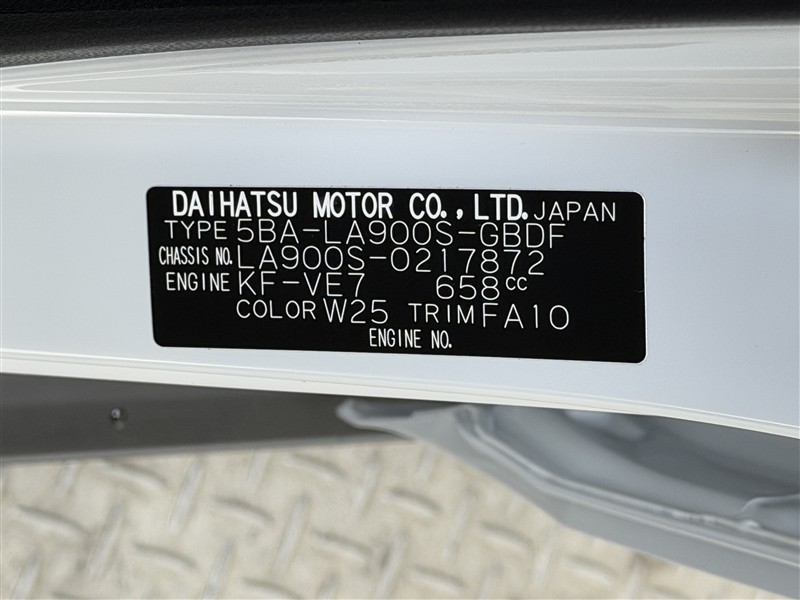 DAIHATSU MOTOR CO.,LTD. JAPAN
TYPE 5BA-LA900S-GBDF
CHASSIS NO. LA900S-0217872
ENGINE KF-VE7 658cc
COLOR W25 TRIM FA10
ENGINE NO.